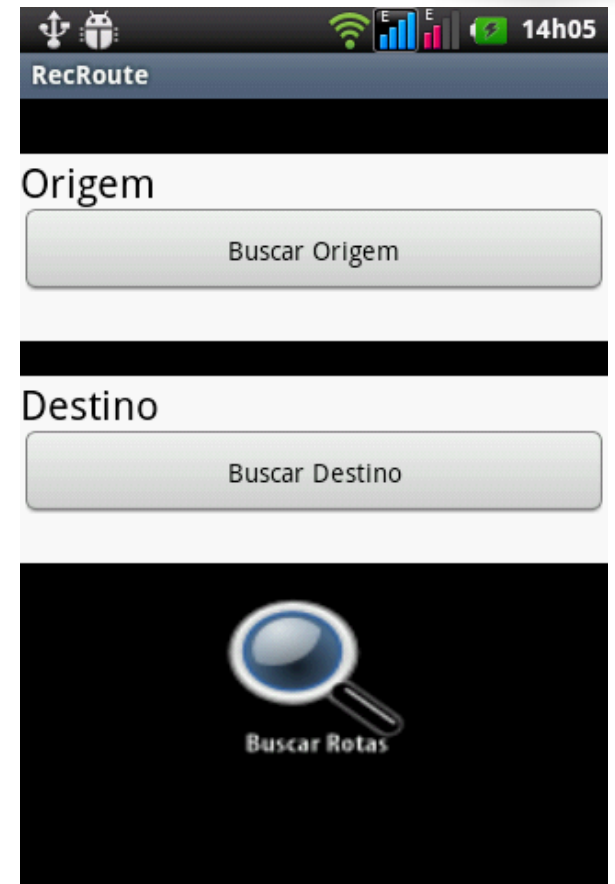 E E 14h05
RecRoute
Origem
Buscar Origem
Destino
Buscar Destino
Buscar Rotas